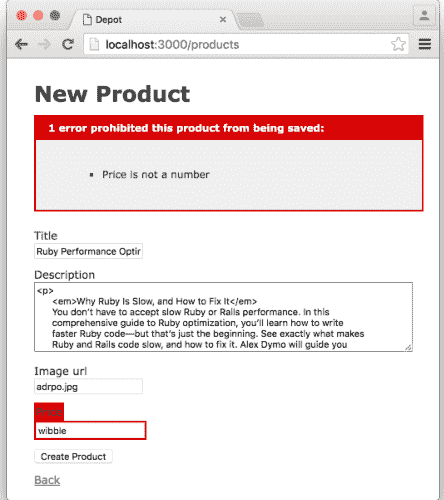 Depot
localhost:3000/products
New Product
1 error prohibited this product from being saved:
Price is not a number
Title
Ruby Performance Optir
Description
<p>
<em>Why Ruby Is Slow, and How to Fix It</em>
You don't have to accept slow Ruby or Rails performance. In this
comprehensive guide to Ruby optimization, you'll learn how to write
faster Ruby code—but that's just the beginning. See exactly what makes
Ruby and Rails code slow, and how to fix it. Alex Dymo will guide you
Image url
adrpo.jpg
Price
wibble
Create Product
Back